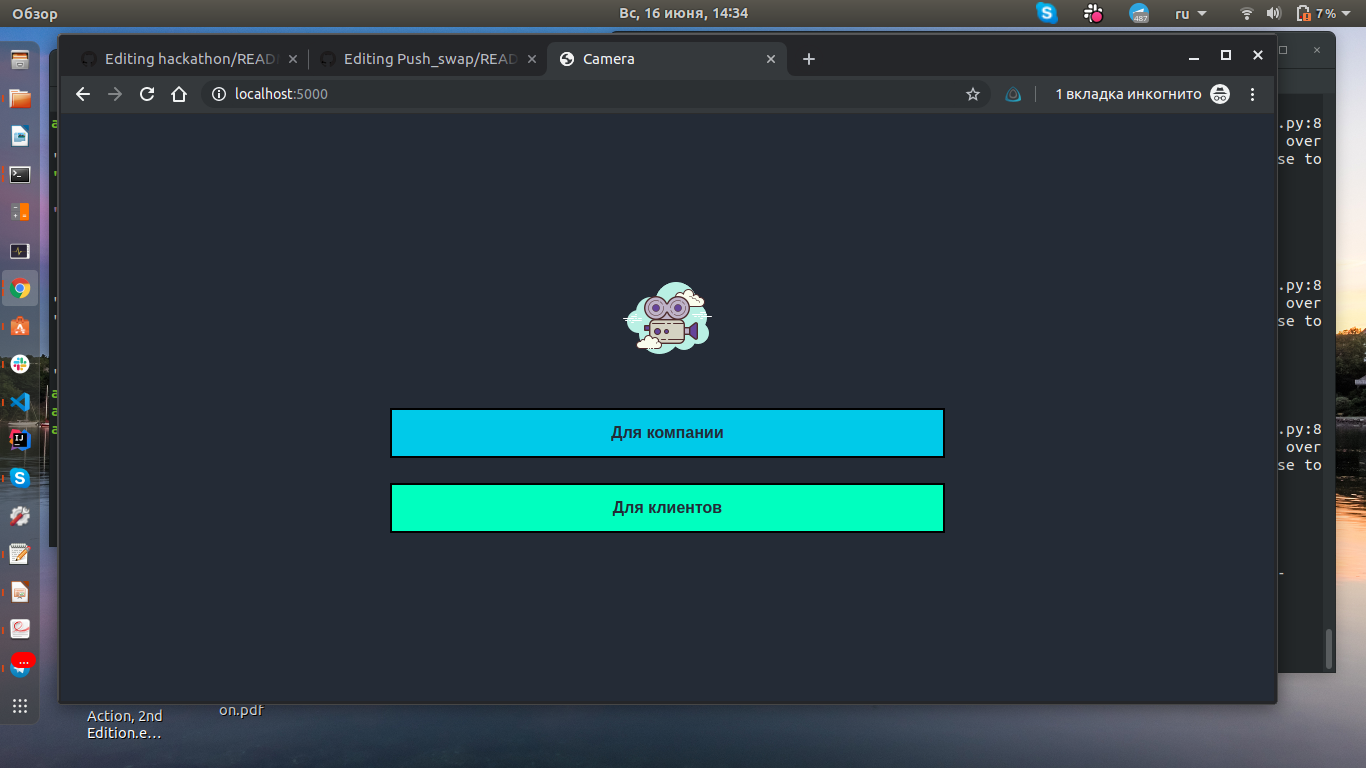 Обзор
Вс, 16 июня, 14:34
487
ru
7 %
Editing hackathon/READ
Editing Push_swap/READ
Camera
localhost:5000
1 вкладка инкогнито
.py:8
over
se to
.py:8
over
se to
.py:8
over
se to
Для компании
Для клиентов
Action, 2nd
Edition.e…
on.pdf